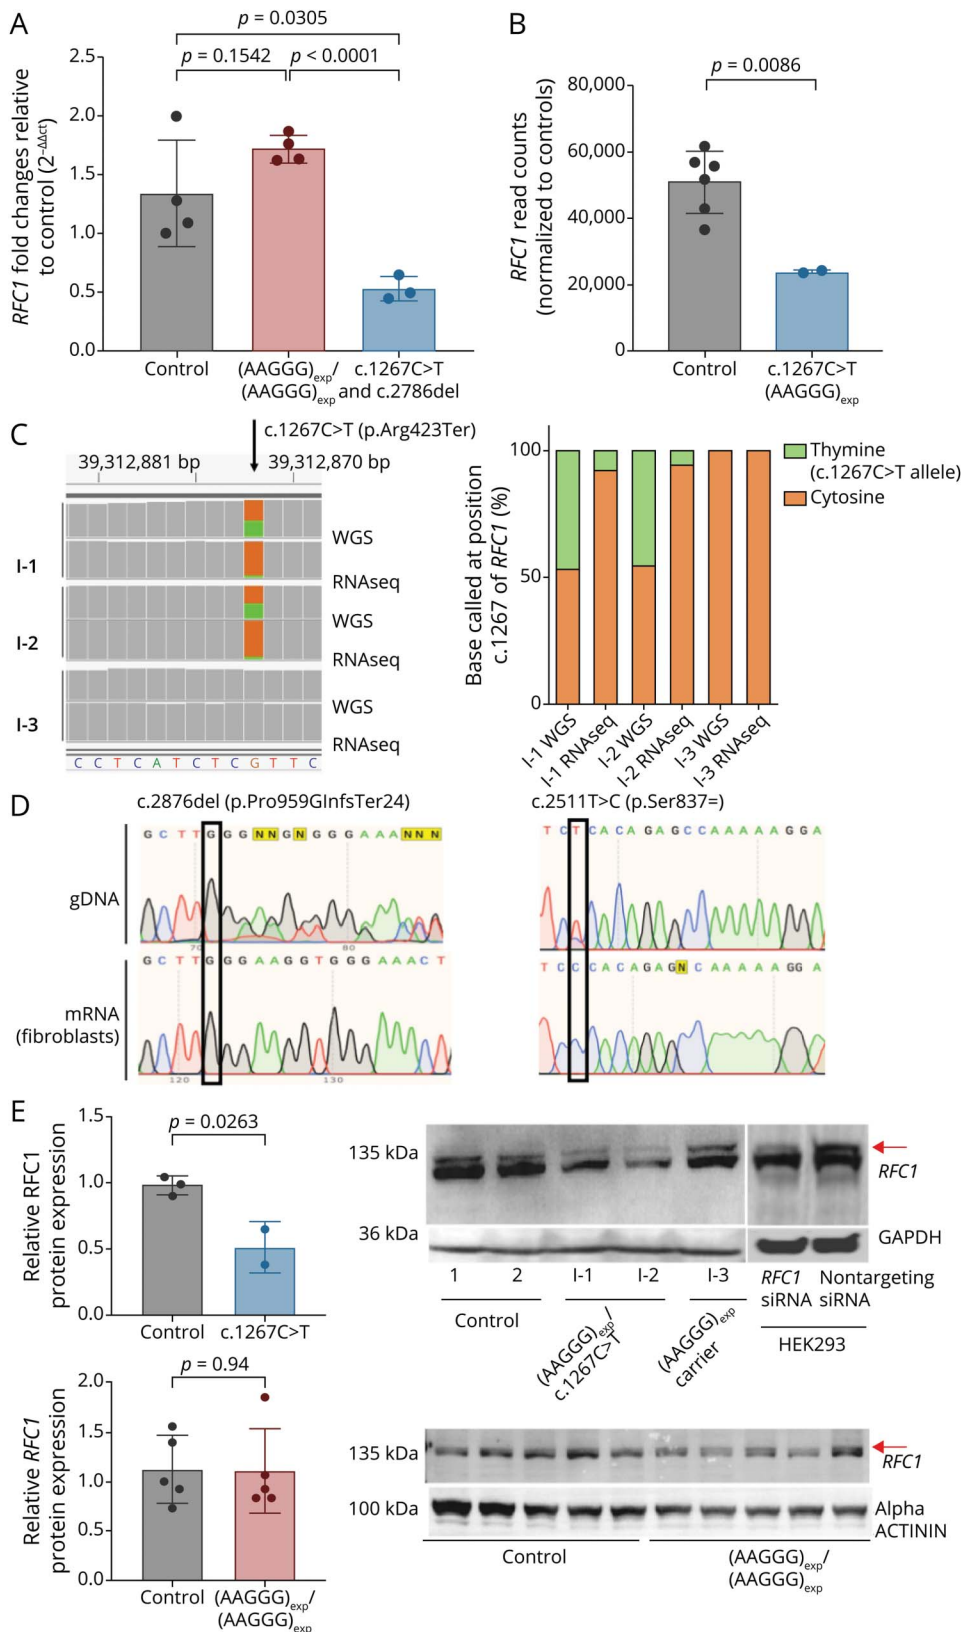 A
RFC1 fold changes relative
to control (2^–ΔΔct)
p = 0.0305
p = 0.1542
p < 0.0001
2.5
2.0
1.5
1.0
0.5
0.0
Control
(AAGGG)exp/
(AAGGG)exp
c.1267C>T
and c.2786del
B
RFC1 read counts
(normalized to controls)
p = 0.0086
80,000
60,000
40,000
20,000
0
Control
c.1267C>T
(AAGGG)exp
C
c.1267C>T (p.Arg423Ter)
39,312,881 bp
39,312,870 bp
I-1
WGS
RNAseq
I-2
WGS
RNAseq
I-3
WGS
RNAseq
C C T C A T C T C G T T C
Base called at position
c.1267 of RFC1 (%)
100
50
0
I-1 WGS
I-1 RNAseq
I-2 WGS
I-2 RNAseq
I-3 WGS
I-3 RNAseq
Thymine
(c.1267C>T allele)
Cytosine
D
c.2876del (p.Pro959GlnfsTer24)
G C T T G G G N N G N G G G A A A N N N
gDNA
70
80
G C T T G G G A A G G T G G G A A A C T
mRNA
(fibroblasts)
120
130
c.2511T>C (p.Ser837=)
T C T C A C A G A G C C A A A A A G G A
T C C C A C A G A G N C A A A A A G G A
E
Relative RFC1
protein expression
p = 0.0263
1.5
1.0
0.5
0.0
Control
c.1267C>T
135 kDa
RFC1
36 kDa
GAPDH
1
2
I-1
I-2
I-3
RFC1
siRNA
Nontargeting
siRNA
Control
(AAGGG)exp/
c.1267C>T
(AAGGG)exp
carrier
HEK293
Relative RFC1
protein expression
p = 0.94
2.0
1.5
1.0
0.5
0.0
Control
(AAGGG)exp/
(AAGGG)exp
135 kDa
RFC1
100 kDa
Alpha
ACTININ
Control
(AAGGG)exp/
(AAGGG)exp